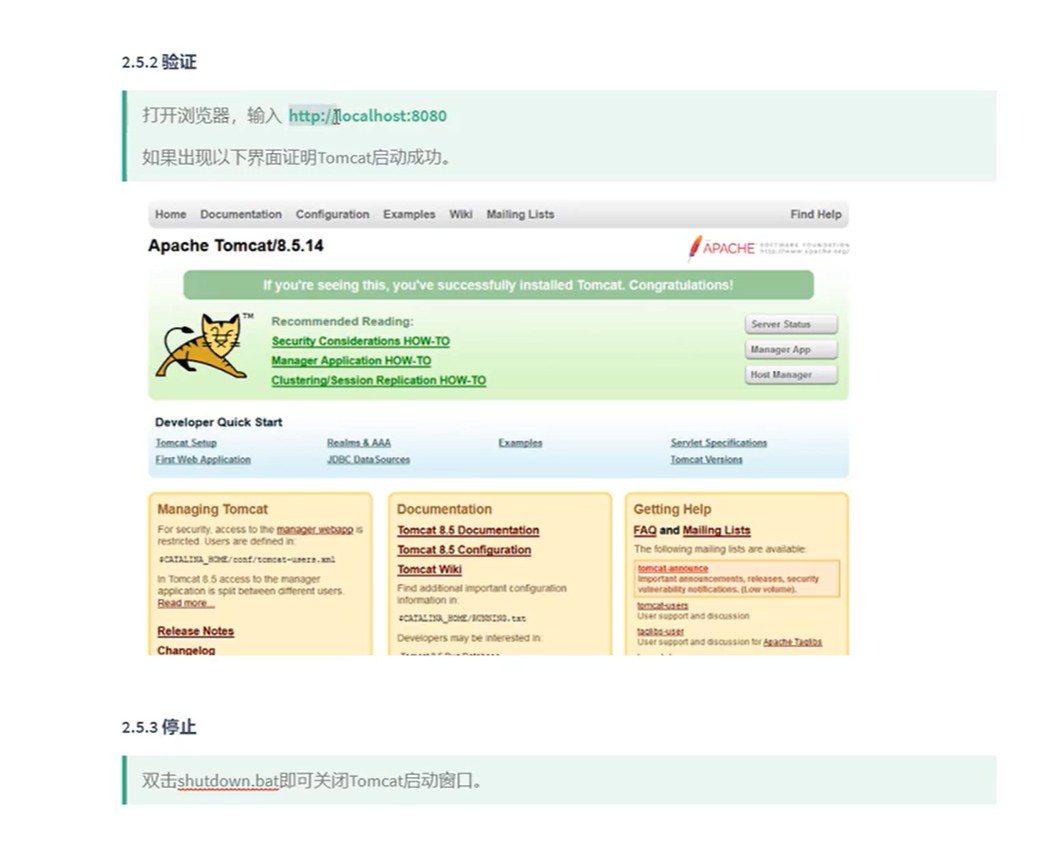 2.5.2 验证
打开浏览器，输入 http://localhost:8080
如果出现以下界面证明Tomcat启动成功。
Home Documentation Configuration Examples Wiki Mailing Lists Find Help
Apache Tomcat/8.5.14
APACHE SOFTWARE FOUNDATION
http://www.apache.org/
If you're seeing this, you've successfully installed Tomcat. Congratulations!
TM
Recommended Reading:
Security Considerations HOW-TO
Manager Application HOW-TO
Clustering/Session Replication HOW-TO
Server Status
Manager App
Host Manager
Developer Quick Start
Tomcat Setup Realms & AAA Examples Servlet Specifications
First Web Application JDBC DataSources Tomcat Versions
Managing Tomcat
For security, access to the manager webapp is
restricted. Users are defined in:
$CATALINA_HOME/conf/tomcat-users.xml
In Tomcat 8.5 access to the manager
application is split between different users.
Read more...
Release Notes
Changelog
Documentation
Tomcat 8.5 Documentation
Tomcat 8.5 Configuration
Tomcat Wiki
Find additional important configuration
information in:
$CATALINA_HOME/RUNNING.txt
Developers may be interested in:
Getting Help
FAQ and Mailing Lists
The following mailing lists are available:
tomcat-announce
Important announcements, releases, security
vulnerability notifications. (Low volume).
tomcat-users
User support and discussion
taglibs-user
User support and discussion for Apache Taglibs
2.5.3 停止
双击shutdown.bat即可关闭Tomcat启动窗口。